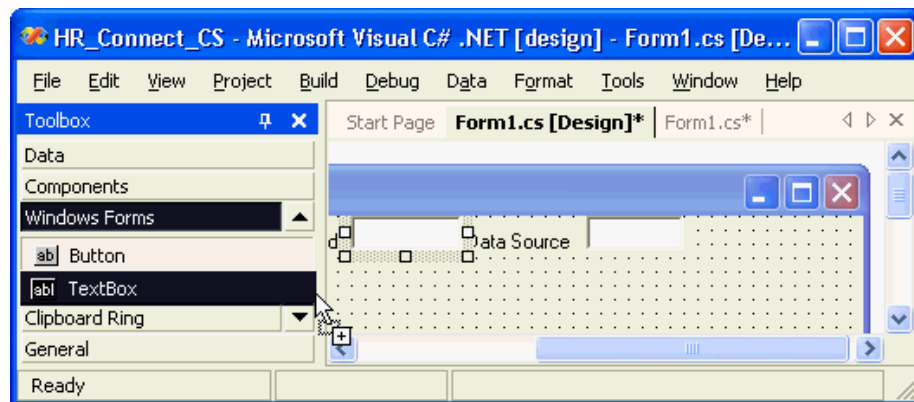 HR_Connect_CS - Microsoft Visual C# .NET [design] - Form1.cs [De...
File Edit View Project Build Debug Data Format Tools Window Help
Toolbox
Start Page Form1.cs [Design]* Form1.cs*
Data
Components
Windows Forms
d ata Source
ab Button
abl TextBox
Clipboard Ring
General
Ready